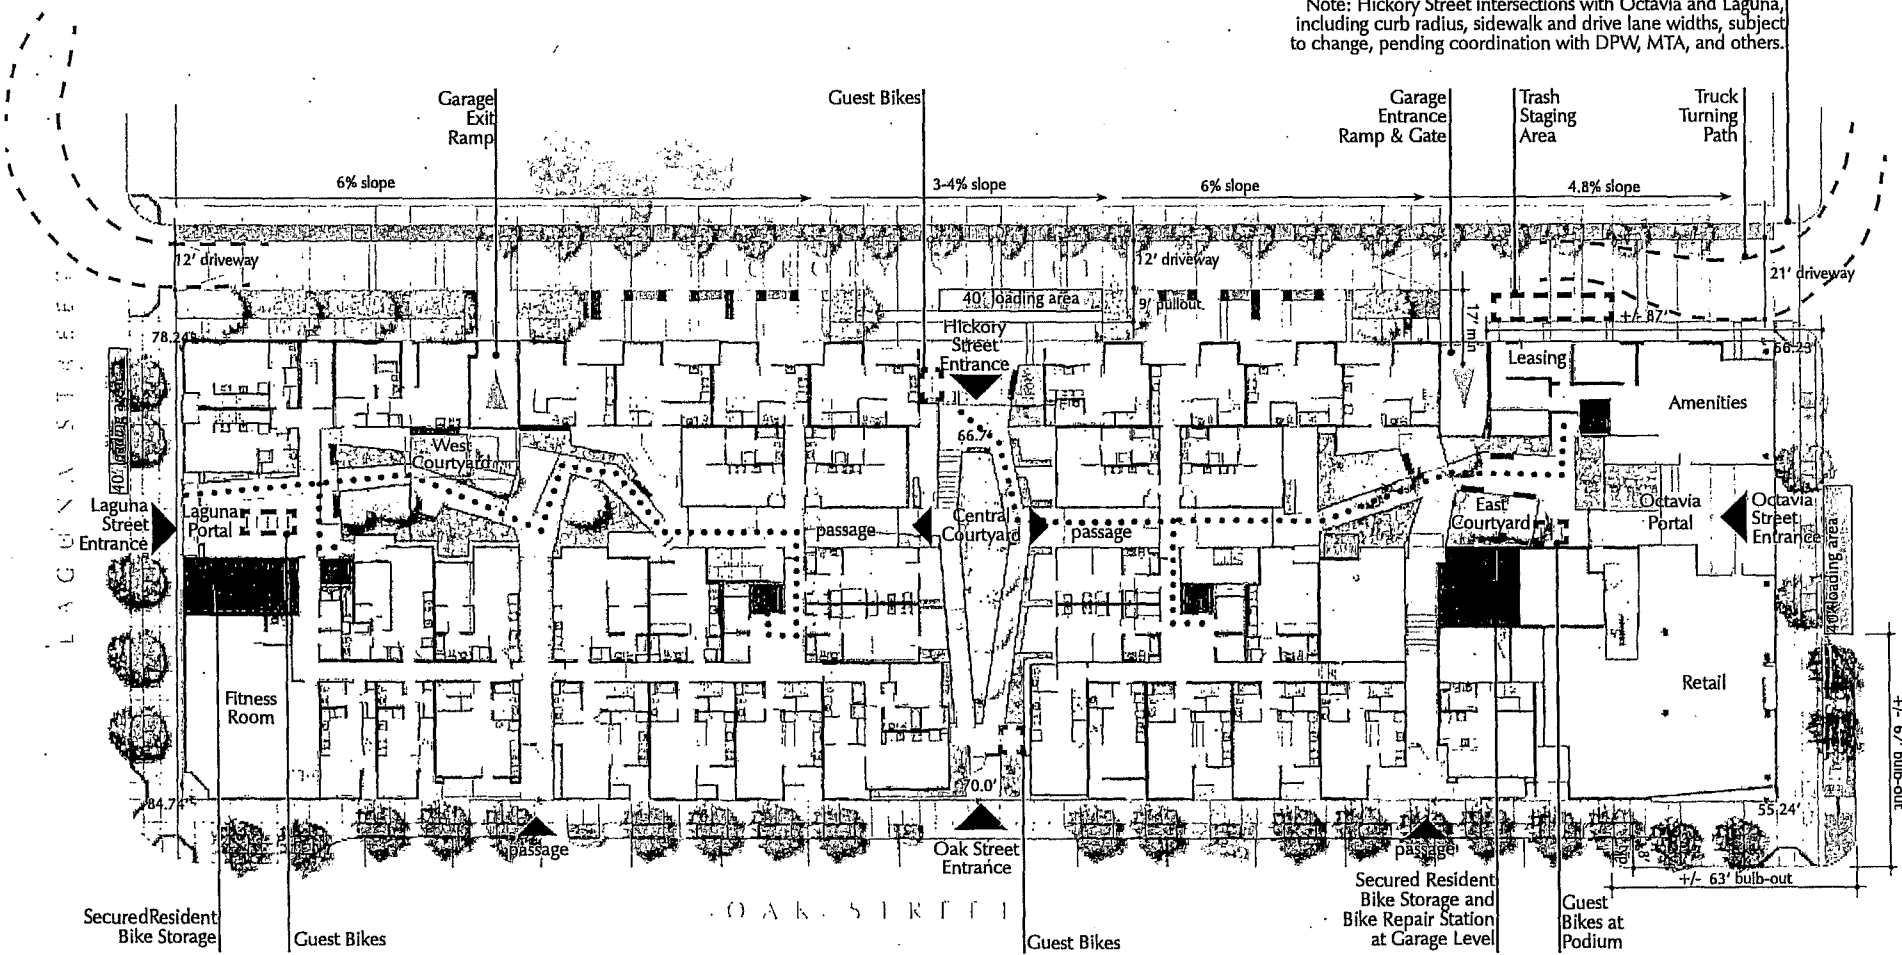 Note: Hickory Street intersections with Octavia and Laguna,
including curb radius, sidewalk and drive lane widths, subject
to change, pending coordination with DPW, MTA, and others.
Garage
Exit
Ramp
Guest Bikes
Garage
Entrance
Ramp & Gate
Trash
Staging
Area
Truck
Turning
Path
6% slope
3-4% slope
6% slope
4.8% slope
12' driveway
12' driveway
21' driveway
40' loading area
9' pullout
17' min
+/- 87'
78.24'
Hickory
Street
Entrance
Leasing
56.23'
Amenities
LAGUNA STREET
40' loading area
66.7'
West
Courtyard
Laguna
Street
Entrance
Laguna
Portal
passage
Central
Courtyard
passage
East
Courtyard
Octavia
Portal
Octavia
Street
Entrance
40' loading area
Fitness
Room
Retail
+/- 67' bulb-out
84.74'
70.0'
55.24'
passage
Oak Street
Entrance
passage
8'
+/- 63' bulb-out
OAK STREET
Secured Resident
Bike Storage
Guest Bikes
Guest Bikes
Secured Resident
Bike Storage and
Bike Repair Station
at Garage Level
Guest
Bikes at
Podium